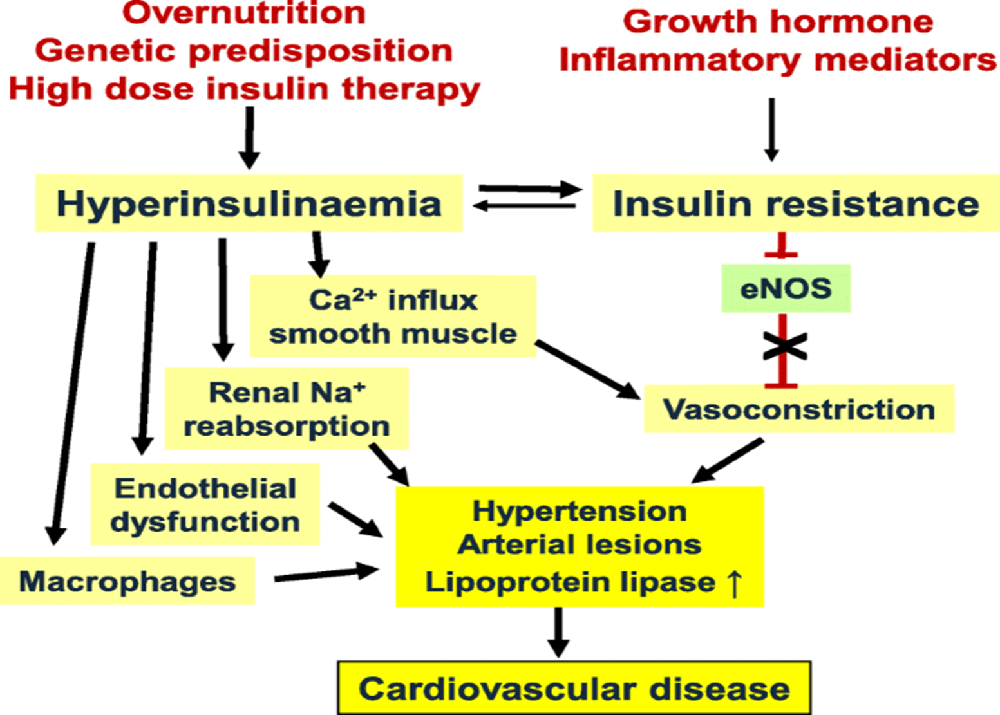 Overnutrition
Genetic predisposition
High dose insulin therapy
Growth hormone
Inflammatory mediators
Hyperinsulinaemia
Insulin resistance
eNOS
Ca²⁺ influx
smooth muscle
Renal Na⁺
reabsorption
Vasoconstriction
Endothelial
dysfunction
Macrophages
Hypertension
Arterial lesions
Lipoprotein lipase ↑
Cardiovascular disease